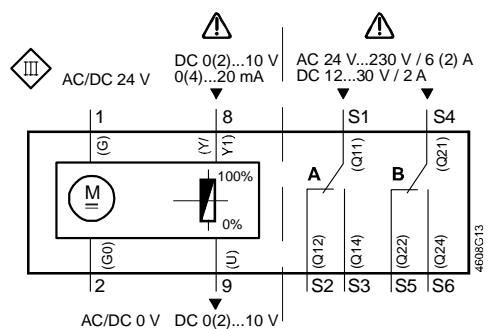 DC 0(2)...10 V
0(4)...20 mA
AC 24 V...230 V / 6 (2) A
DC 12...30 V / 2 A
III
AC/DC 24 V
1
8
S1
S4
(G)
(Y/
Y1)
(Q11)
(Q21)
M
100%
0%
A
B
(G0)
(U)
(Q12)
(Q14)
(Q22)
(Q24)
2
9
S2
S3
S5
S6
AC/DC 0 V
DC 0(2)...10 V
4608G13